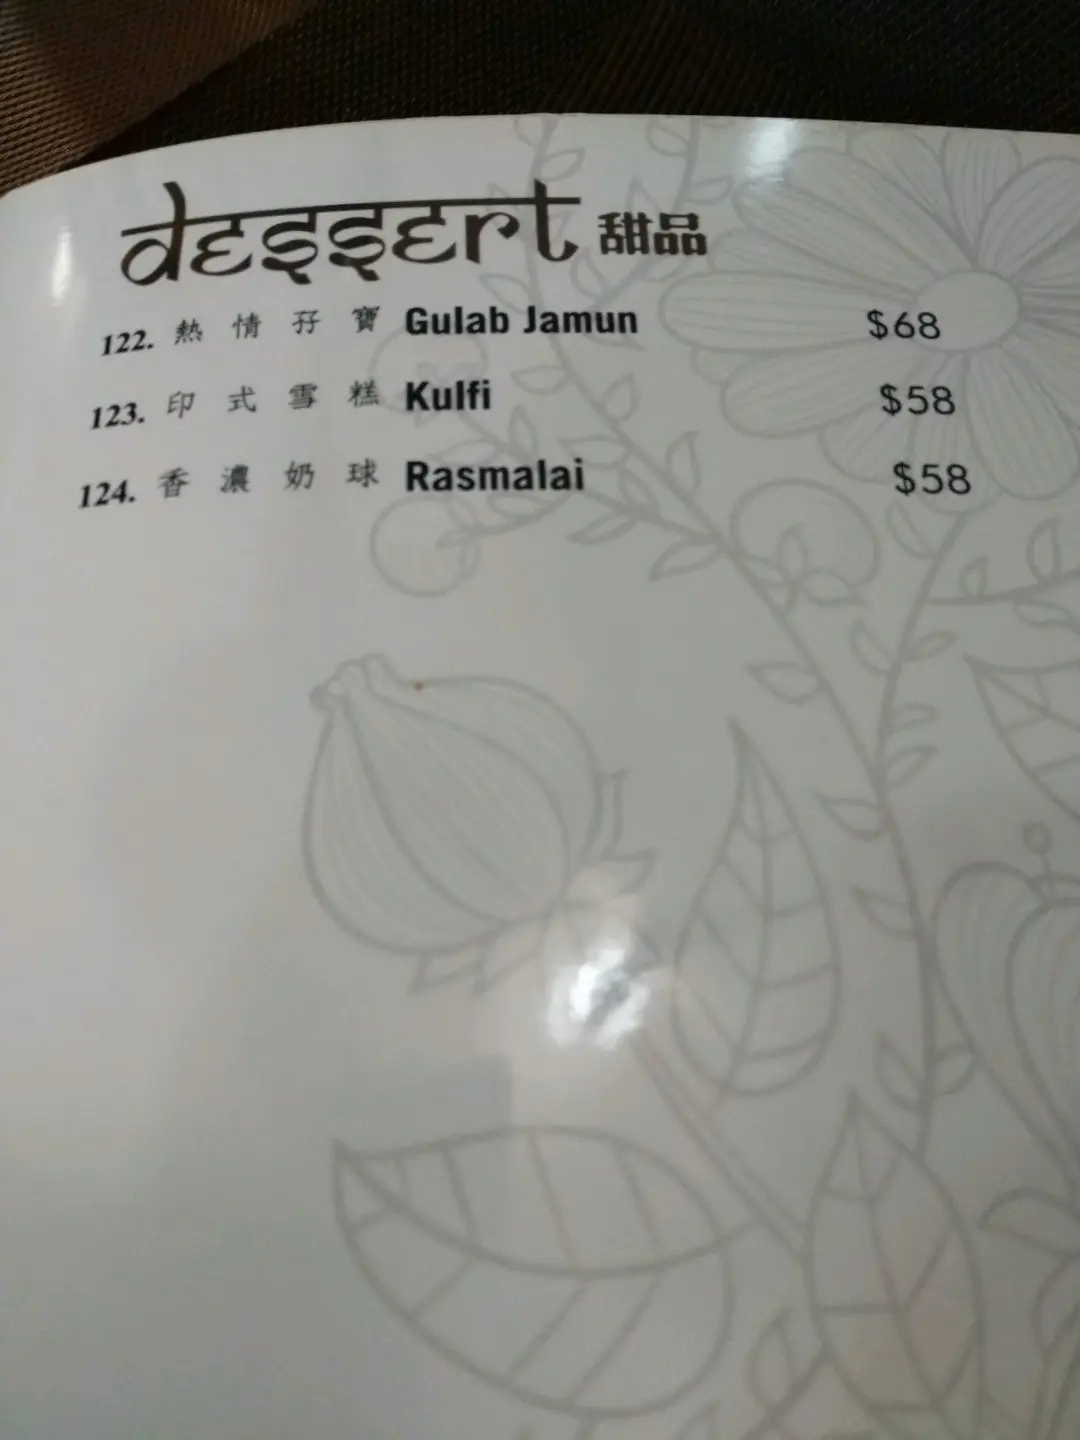 dessert 甜品
122. 熱情孖寶 Gulab Jamun $68
123. 印式雪糕 Kulfi $58
124. 香濃奶球 Rasmalai $58